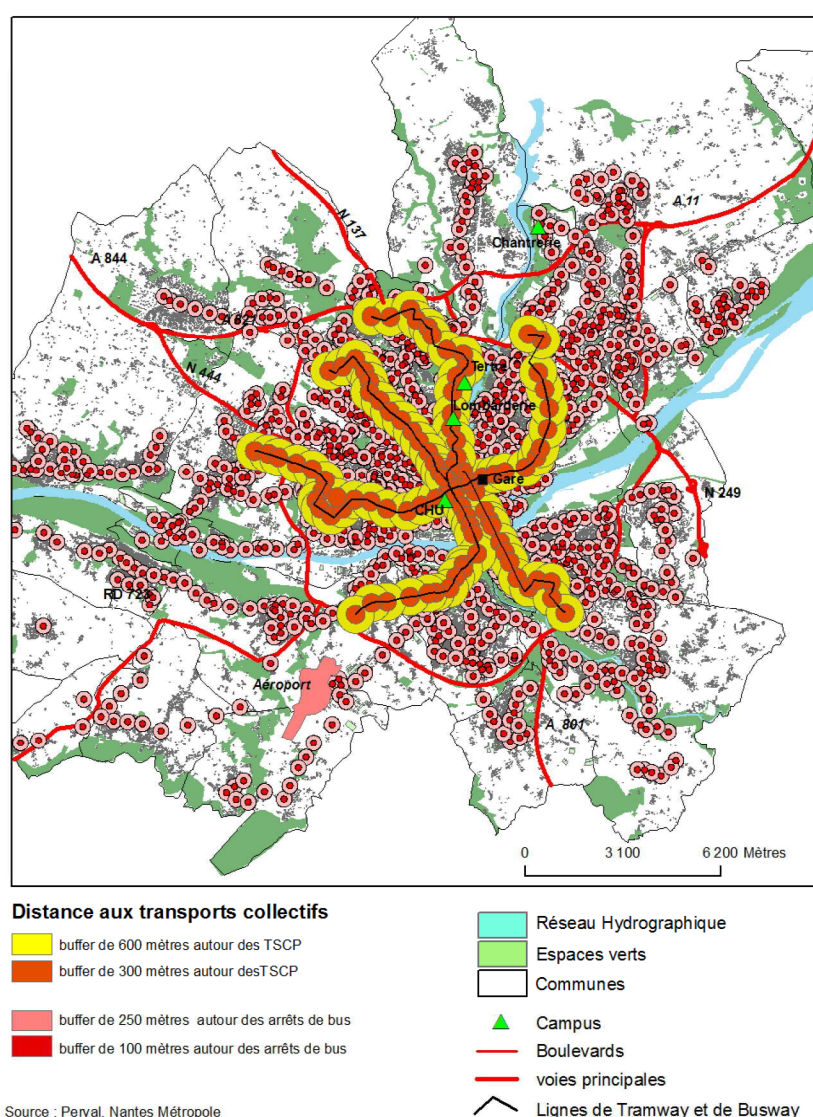 A 11
Chantrerie
N 137
A 844
N 444
Tertre
Lombarderie
Gare
N 249
CHU
RD 723
Aéroport
A 801
0 3 100 6 200 Mètres
Distance aux transports collectifs
buffer de 600 mètres autour des TSCP
buffer de 300 mètres autour desTSCP
buffer de 250 mètres autour des arrêts de bus
buffer de 100 mètres autour des arrêts de bus
Réseau Hydrographique
Espaces verts
Communes
Campus
Boulevards
voies principales
Lignes de Tramway et de Busway
Source : Perval, Nantes Métropole